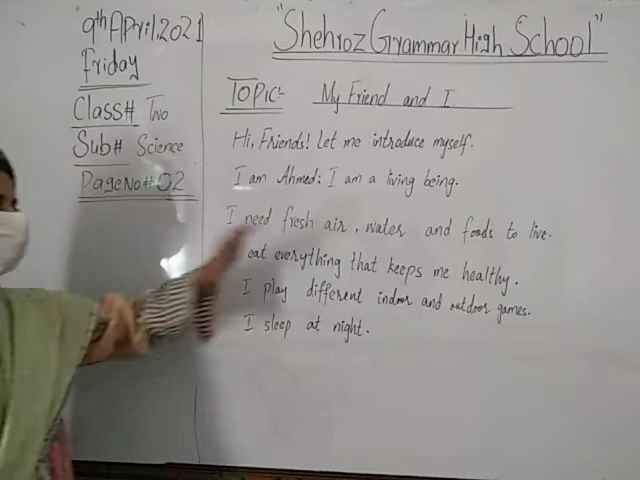 9th April, 2021
Friday
Class# Two
Sub# Science
Page No# 02
"Shehroz Grammar High School"
Topic:- My Friend and I
Hi, Friends! Let me introduce myself.
I am Ahmed: I am a living being.
I need fresh air, water and foods to live.
eat everything that keeps me healthy.
I play different indoor and outdoor games.
I sleep at night.